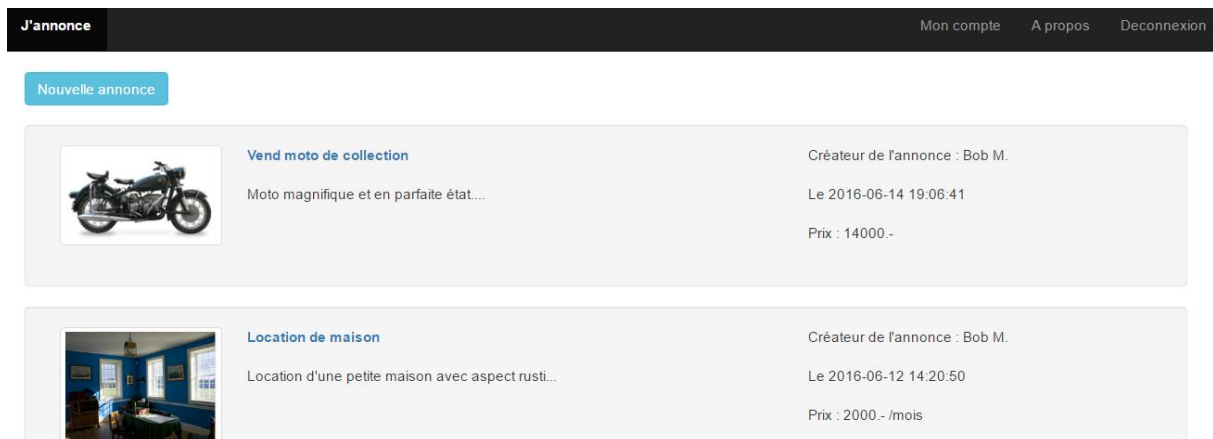 J'annonce Mon compte A propos Deconnexion
Nouvelle annonce
Vend moto de collection
Moto magnifique et en parfaite état....
Créateur de l'annonce : Bob M.
Le 2016-06-14 19:06:41
Prix : 14000.-
Location de maison
Location d'une petite maison avec aspect rusti...
Créateur de l'annonce : Bob M.
Le 2016-06-12 14:20:50
Prix : 2000.- /mois